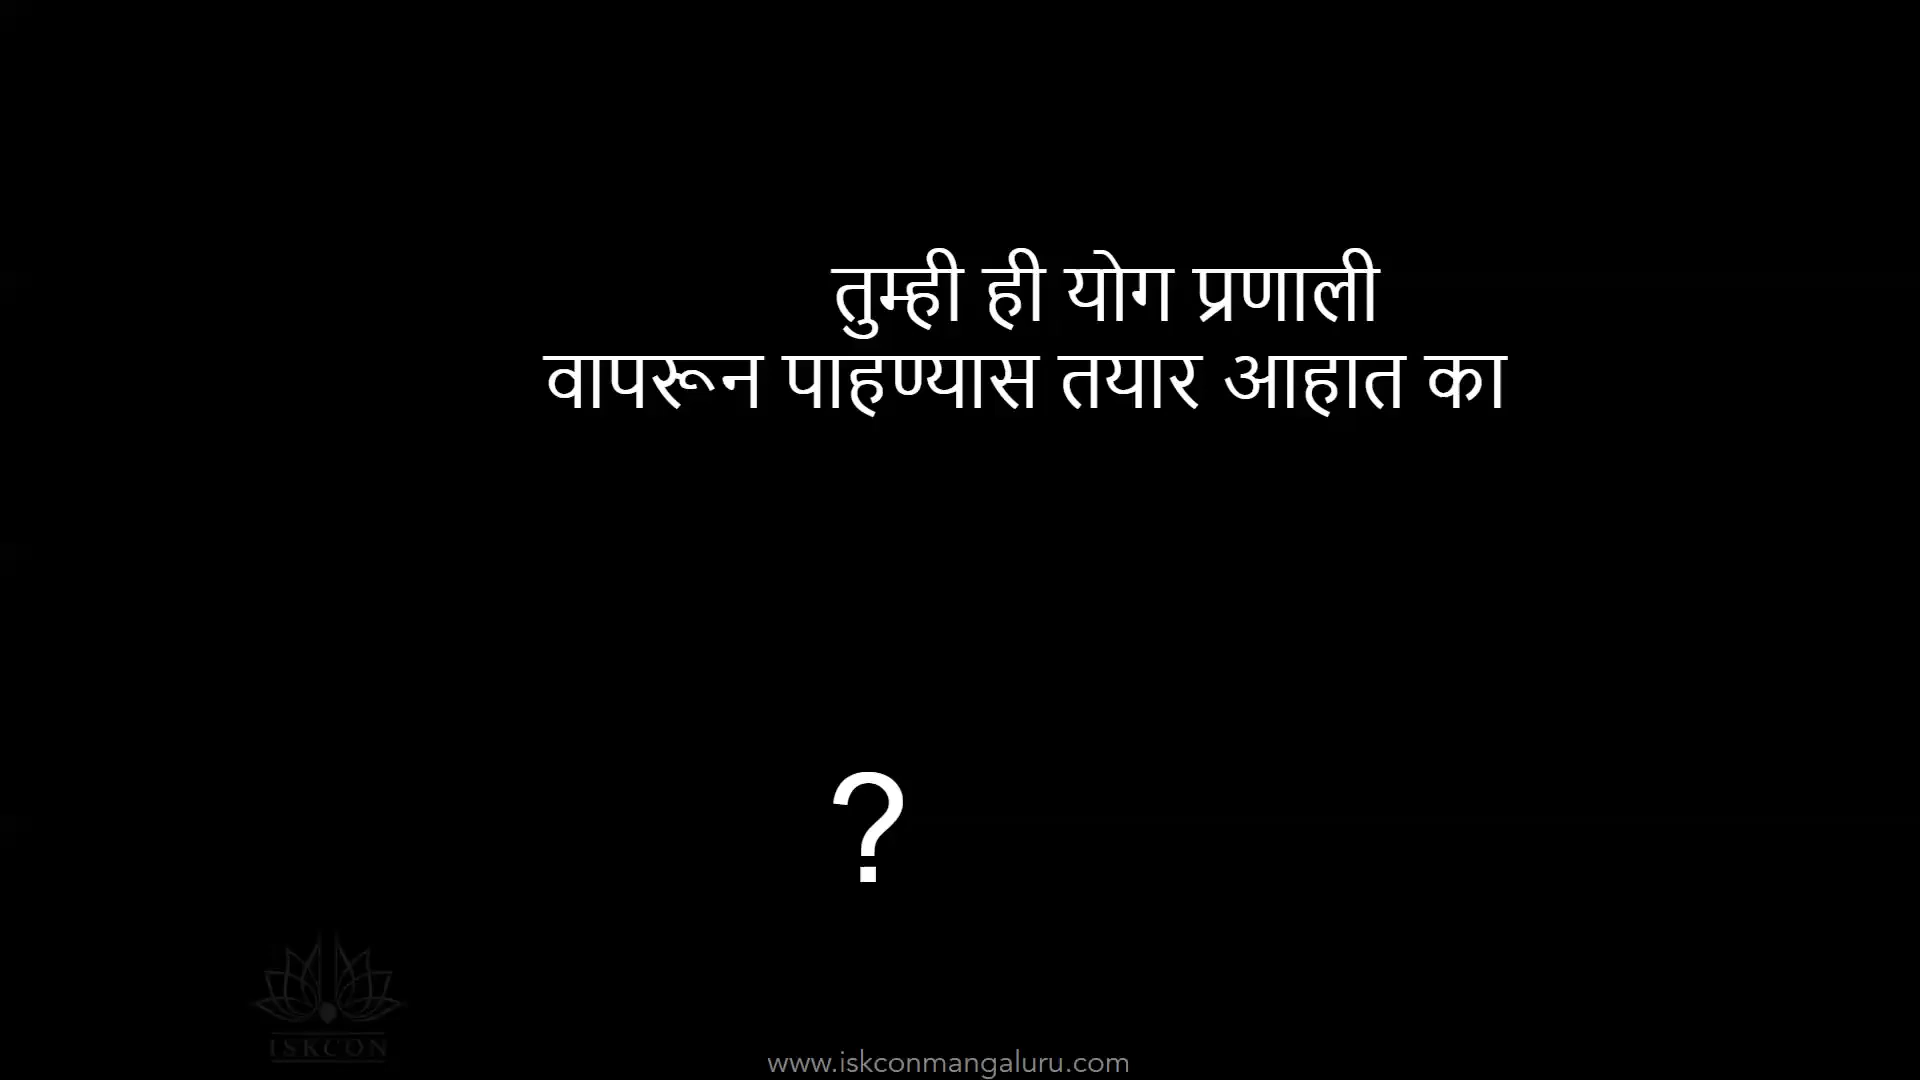 तुम्ही ही योग प्रणाली
वापरून पाहण्यास तयार आहात का
?
ISKCON
www.iskconmangaluru.com